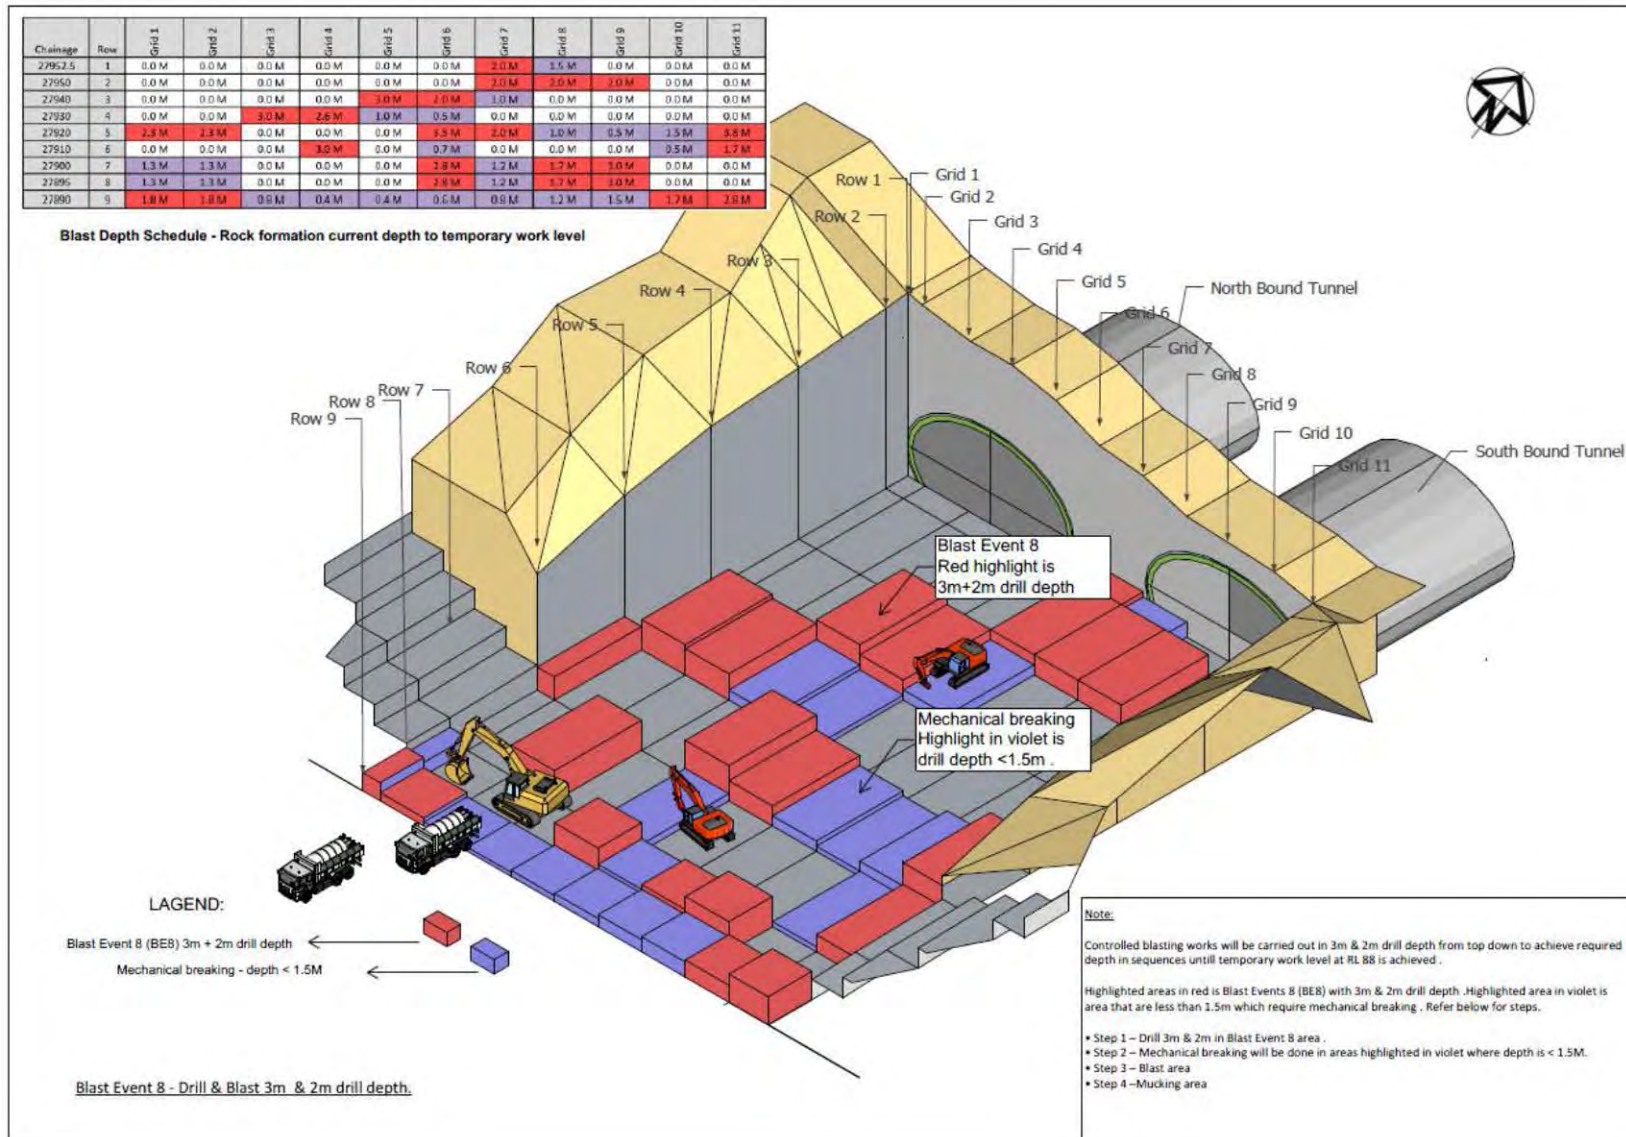 Chainage Row Grid 1 Grid 2 Grid 3 Grid 4 Grid 5 Grid 6 Grid 7 Grid 8 Grid 9 Grid 10 Grid 11
27952.5 1 0.0 M 0.0 M 0.0 M 0.0 M 0.0 M 0.0 M 2.0 M 1.5 M 0.0 M 0.0 M 0.0 M
27950 2 0.0 M 0.0 M 0.0 M 0.0 M 0.0 M 0.0 M 2.0 M 2.0 M 2.0 M 0.0 M 0.0 M
27940 3 0.0 M 0.0 M 0.0 M 0.0 M 3.0 M 2.0 M 1.0 M 0.0 M 0.0 M 0.0 M 0.0 M
27930 4 0.0 M 0.0 M 3.0 M 2.6 M 1.0 M 0.5 M 0.0 M 0.0 M 0.0 M 0.0 M 0.0 M
27920 5 2.3 M 2.3 M 0.0 M 0.0 M 0.0 M 3.5 M 2.0 M 1.0 M 0.5 M 1.5 M 3.8 M
27910 6 0.0 M 0.0 M 0.0 M 3.0 M 0.0 M 0.7 M 0.0 M 0.0 M 0.0 M 0.5 M 1.7 M
27900 7 1.3 M 1.3 M 0.0 M 0.0 M 0.0 M 2.8 M 1.2 M 1.7 M 3.0 M 0.0 M 0.0 M
27895 8 1.3 M 1.3 M 0.0 M 0.0 M 0.0 M 2.8 M 1.2 M 1.7 M 3.0 M 0.0 M 0.0 M
27890 9 1.8 M 1.8 M 0.9 M 0.4 M 0.4 M 0.6 M 0.8 M 1.2 M 1.5 M 1.7 M 2.8 M
Blast Depth Schedule - Rock formation current depth to temporary work level
N
Row 1
Row 2
Row 3
Row 4
Row 5
Row 6
Row 7
Row 8
Row 9
Grid 1
Grid 2
Grid 3
Grid 4
Grid 5
Grid 6
Grid 7
Grid 8
Grid 9
Grid 10
Grid 11
North Bound Tunnel
South Bound Tunnel
Blast Event 8
Red highlight is
3m+2m drill depth
Mechanical breaking
Highlight in violet is
drill depth <1.5m .
LAGEND:
Blast Event 8 (BE8) 3m + 2m drill depth
Mechanical breaking - depth < 1.5M
Blast Event 8 - Drill & Blast 3m & 2m drill depth.
Note:
Controlled blasting works will be carried out in 3m & 2m drill depth from top down to achieve required
depth in sequences untill temporary work level at RL 88 is achieved .
Highlighted areas in red is Blast Events 8 (BE8) with 3m & 2m drill depth .Highlighted area in violet is
area that are less than 1.5m which require mechanical breaking . Refer below for steps.
• Step 1 – Drill 3m & 2m in Blast Event 8 area .
• Step 2 – Mechanical breaking will be done in areas highlighted in violet where depth is < 1.5M.
• Step 3 – Blast area
• Step 4 –Mucking area